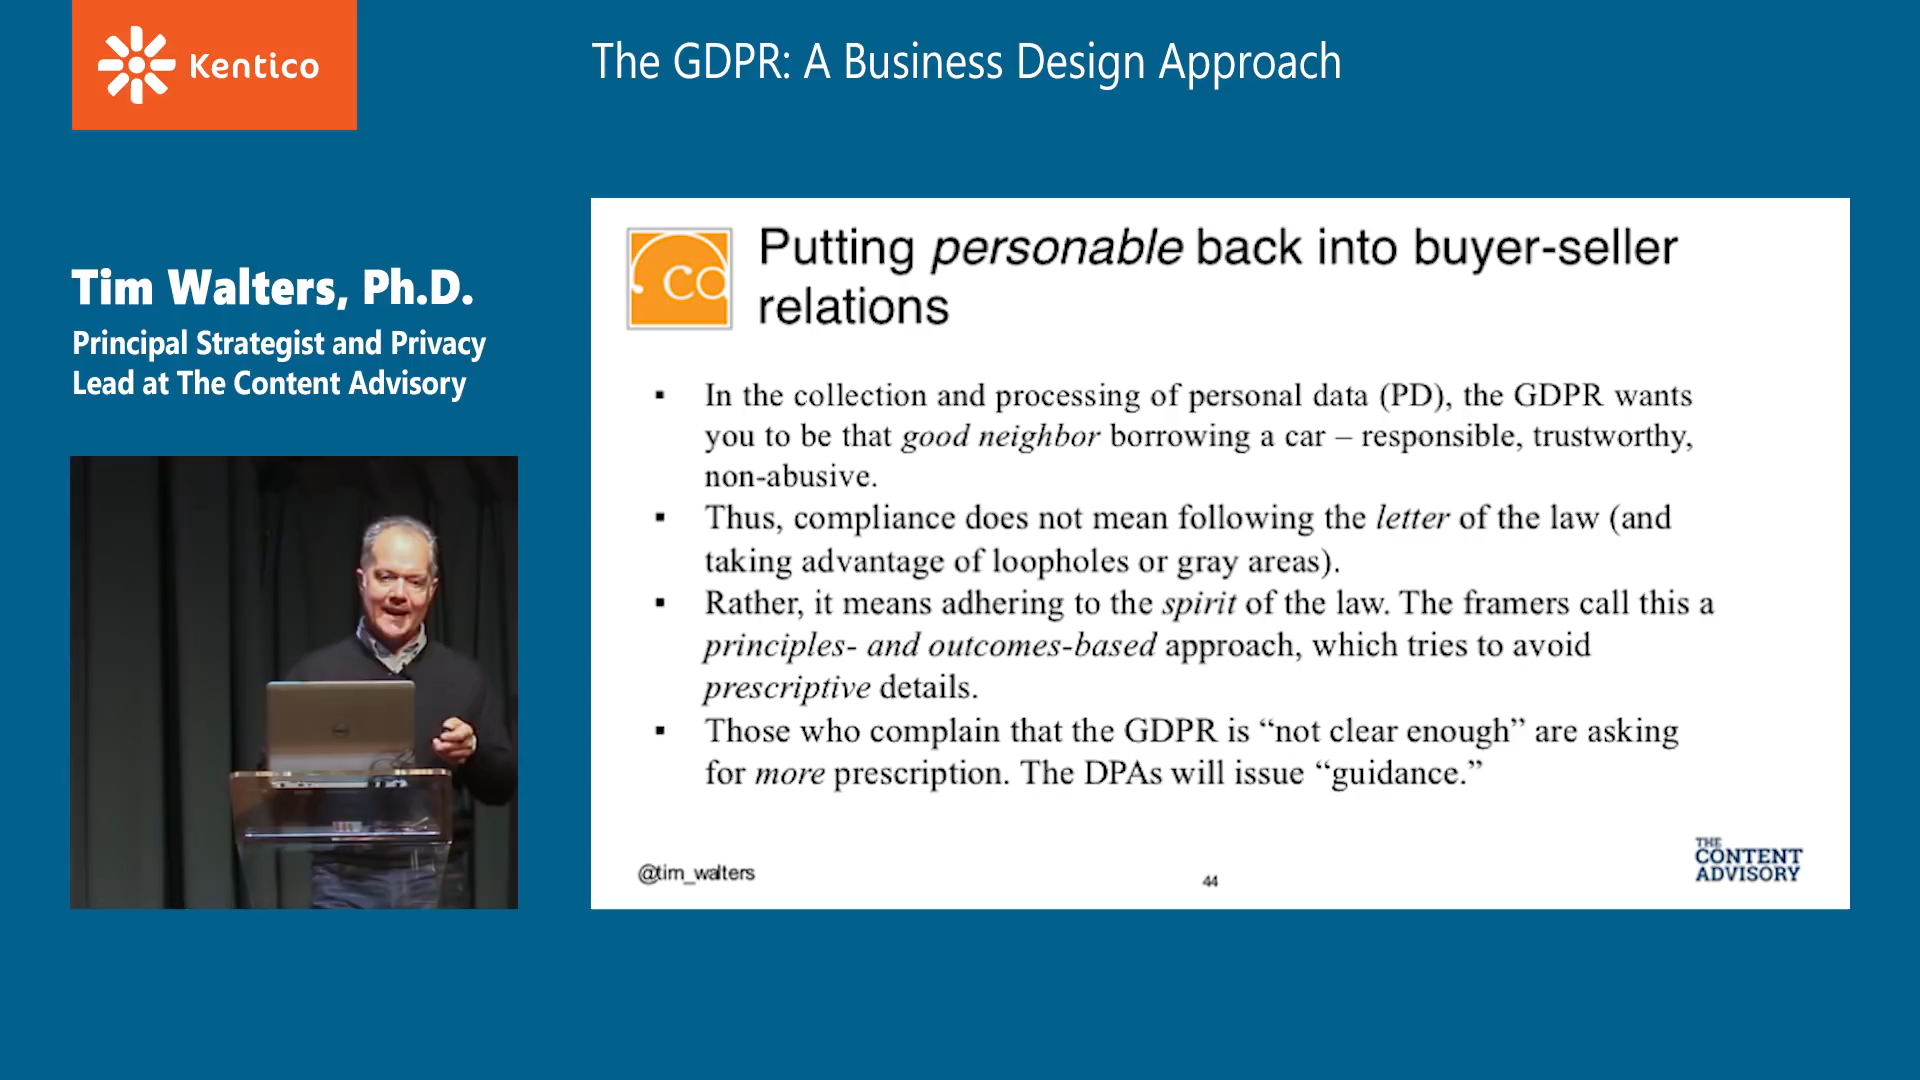 Kentico
The GDPR: A Business Design Approach
Tim Walters, Ph.D.
Principal Strategist and Privacy
Lead at The Content Advisory
Putting personable back into buyer-seller
relations
▪ In the collection and processing of personal data (PD), the GDPR wants
you to be that good neighbor borrowing a car – responsible, trustworthy,
non-abusive.
▪ Thus, compliance does not mean following the letter of the law (and
taking advantage of loopholes or gray areas).
▪ Rather, it means adhering to the spirit of the law. The framers call this a
principles- and outcomes-based approach, which tries to avoid
prescriptive details.
▪ Those who complain that the GDPR is “not clear enough” are asking
for more prescription. The DPAs will issue “guidance.”
@tim_walters
44
THE
CONTENT
ADVISORY